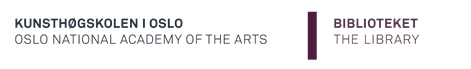 KUNSTHØGSKOLEN I OSLO
OSLO NATIONAL ACADEMY OF THE ARTS
BIBLIOTEKET
THE LIBRARY